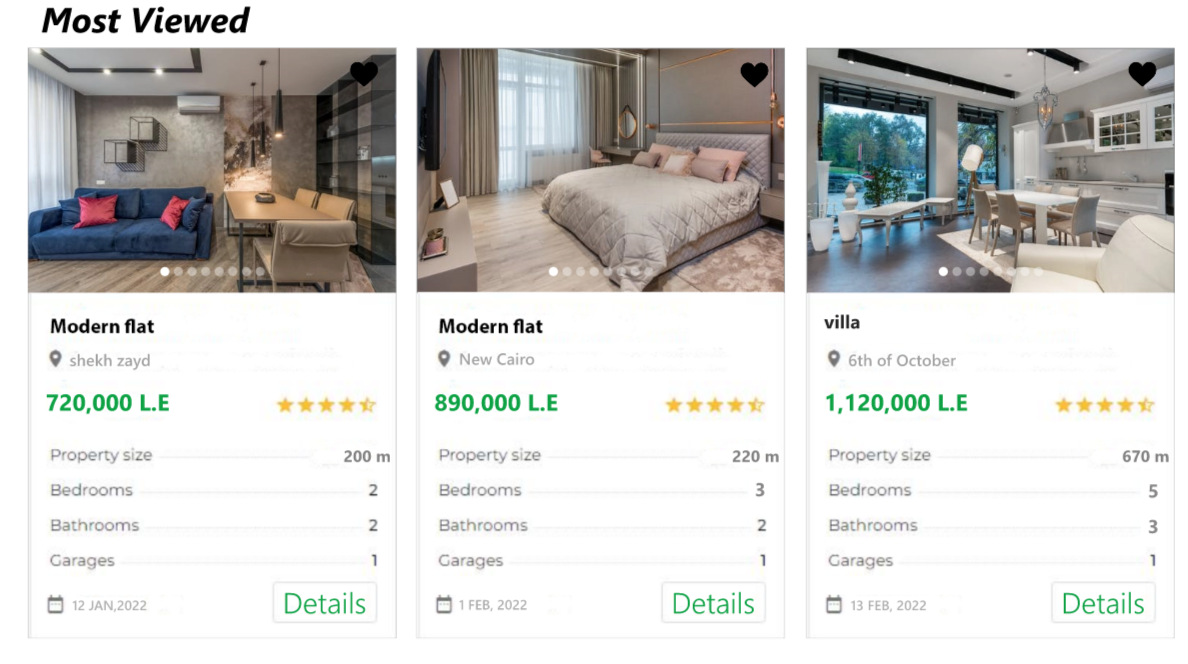 Most Viewed
Modern flat
shekh zayd
720,000 L.E
Property size 200 m
Bedrooms 2
Bathrooms 2
Garages 1
12 JAN,2022
Details
Modern flat
New Cairo
890,000 L.E
Property size 220 m
Bedrooms 3
Bathrooms 2
Garages 1
1 FEB, 2022
Details
villa
6th of October
1,120,000 L.E
Property size 670 m
Bedrooms 5
Bathrooms 3
Garages 1
13 FEB, 2022
Details